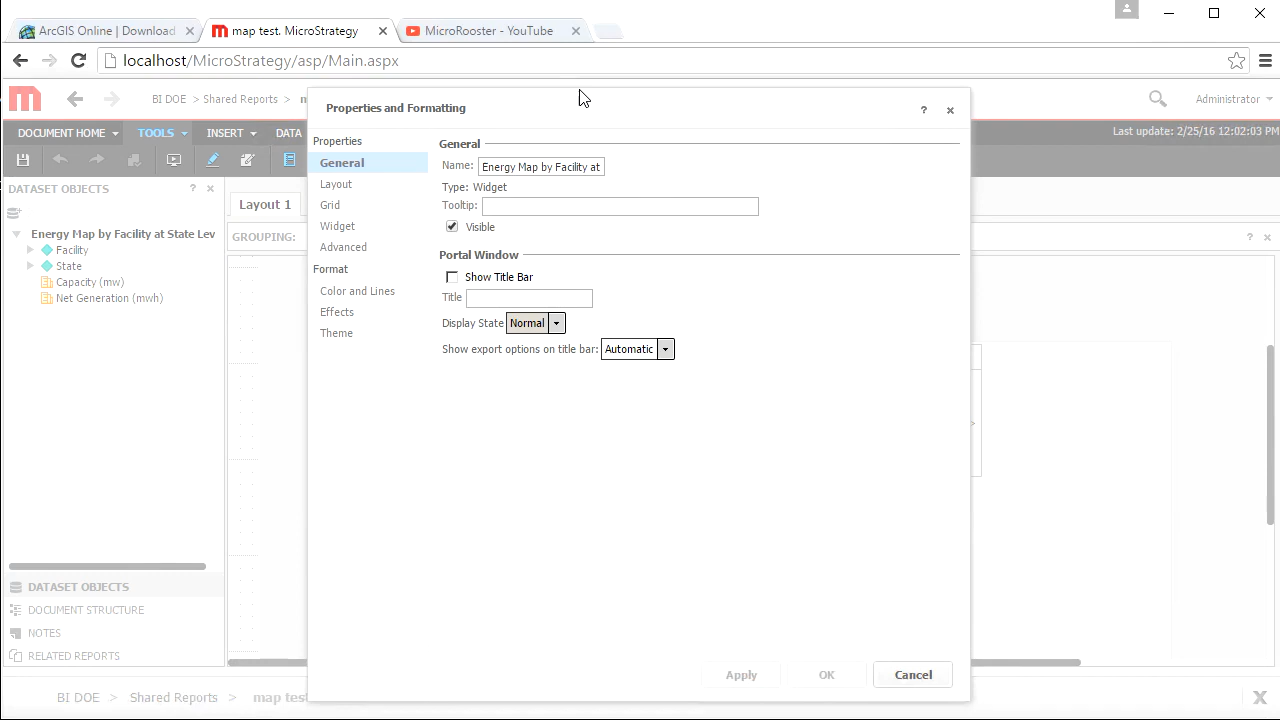 ArcGIS Online | Download
map test. MicroStrategy
MicroRooster - YouTube
localhost/MicroStrategy/asp/Main.aspx
BI DOE > Shared Reports >
Administrator
DOCUMENT HOME
TOOLS
INSERT
DATA
Last update: 2/25/16 12:02:03 PM
DATASET OBJECTS
?
Energy Map by Facility at State Lev
Facility
State
Capacity (mw)
Net Generation (mwh)
DATASET OBJECTS
DOCUMENT STRUCTURE
NOTES
RELATED REPORTS
Layout 1
GROUPING:
?
Properties and Formatting
?
Properties
General
Layout
Grid
Widget
Advanced
Format
Color and Lines
Effects
Theme
General
Name: Energy Map by Facility at
Type: Widget
Tooltip:
Visible
Portal Window
Show Title Bar
Title
Display State Normal
Show export options on title bar: Automatic
Apply
OK
Cancel
BI DOE > Shared Reports > map test